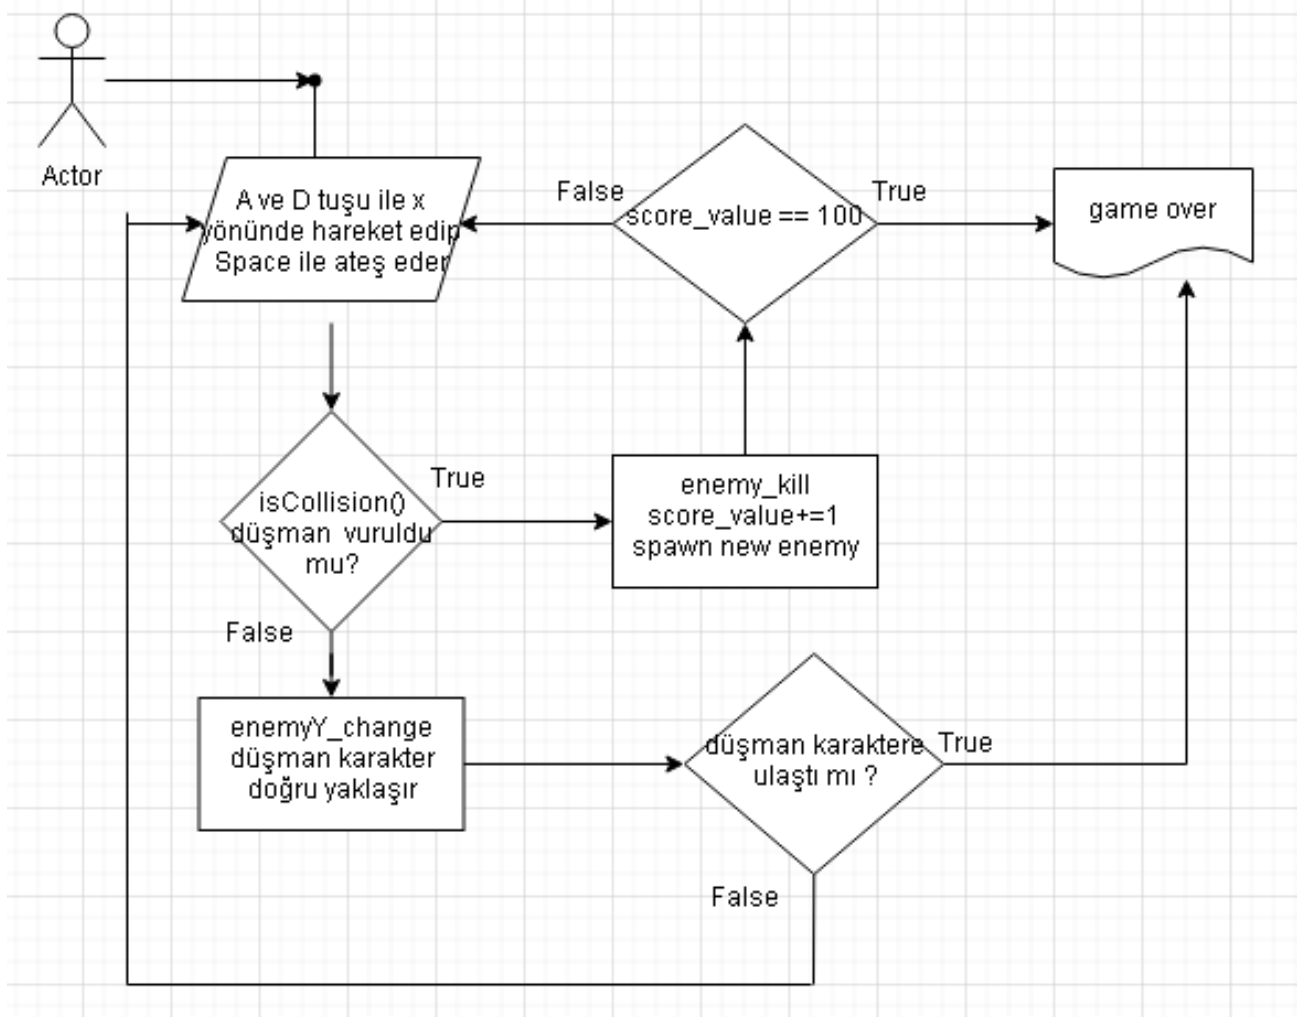 Actor
A ve D tuşu ile x
yönünde hareket edip
Space ile ateş eder
False
score_value == 100
True
game over
isCollision()
düşman vuruldu
mu?
True
enemy_kill
score_value+=1
spawn new enemy
False
enemyY_change
düşman karakter
doğru yaklaşır
düşman karaktere
ulaştı mı ?
True
False